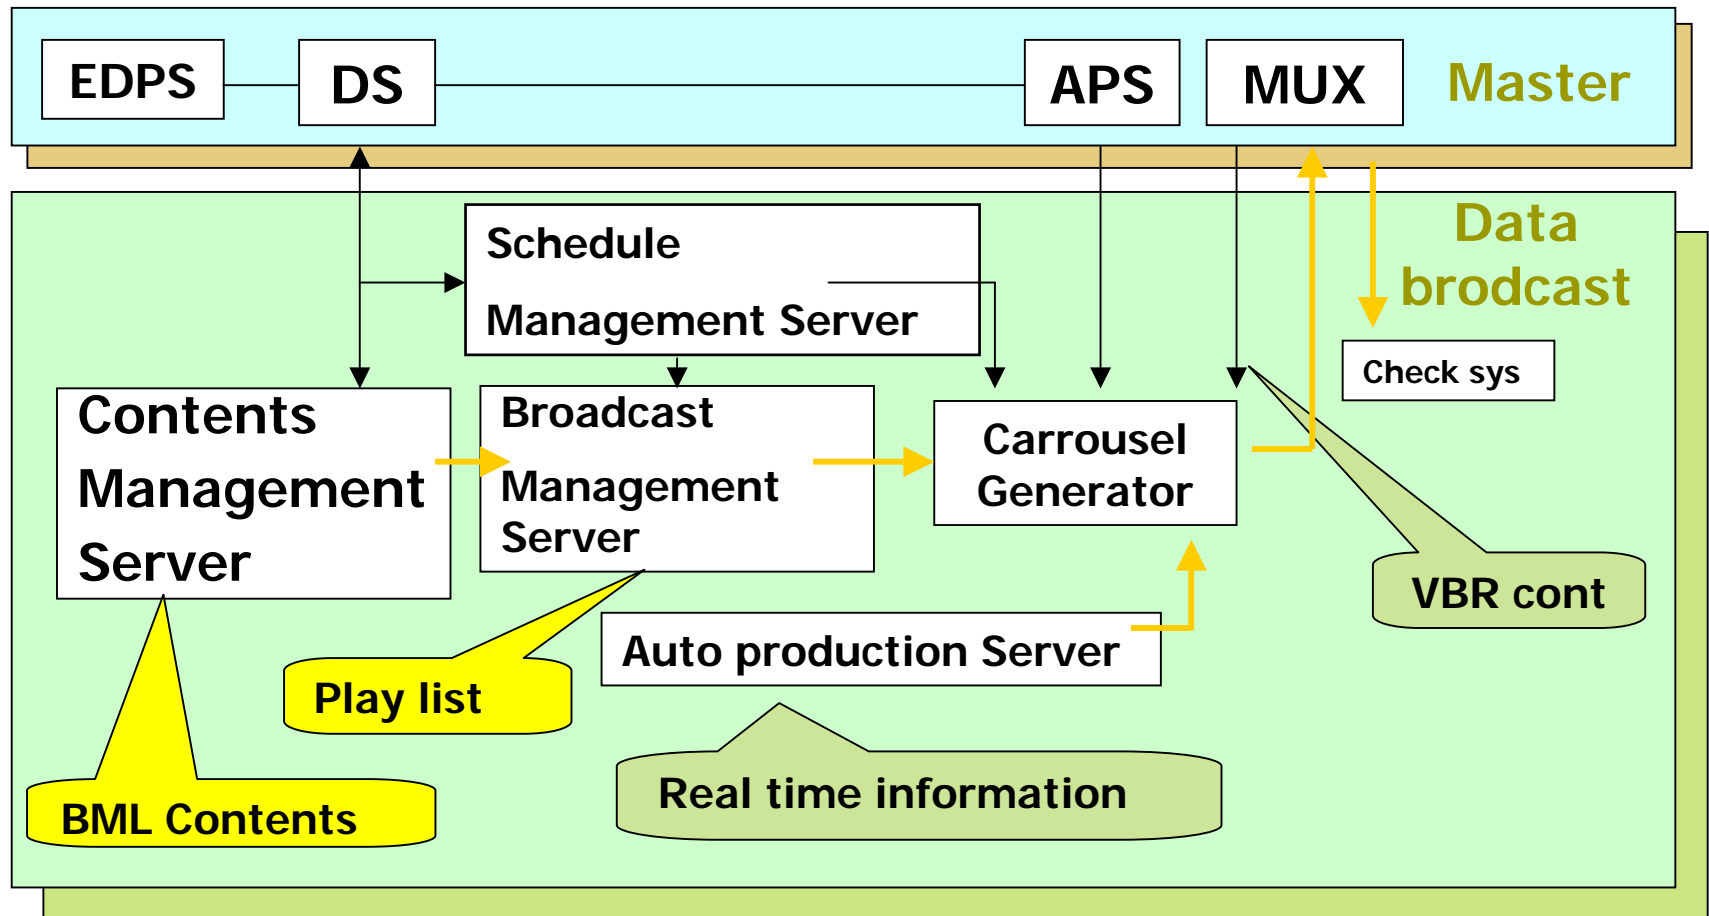 EDPS
DS
APS
MUX
Master
Data
brodcast
Schedule
Management Server
Check sys
Contents
Management
Server
Broadcast
Management
Server
Carrousel
Generator
VBR cont
Auto production Server
Play list
Real time information
BML Contents